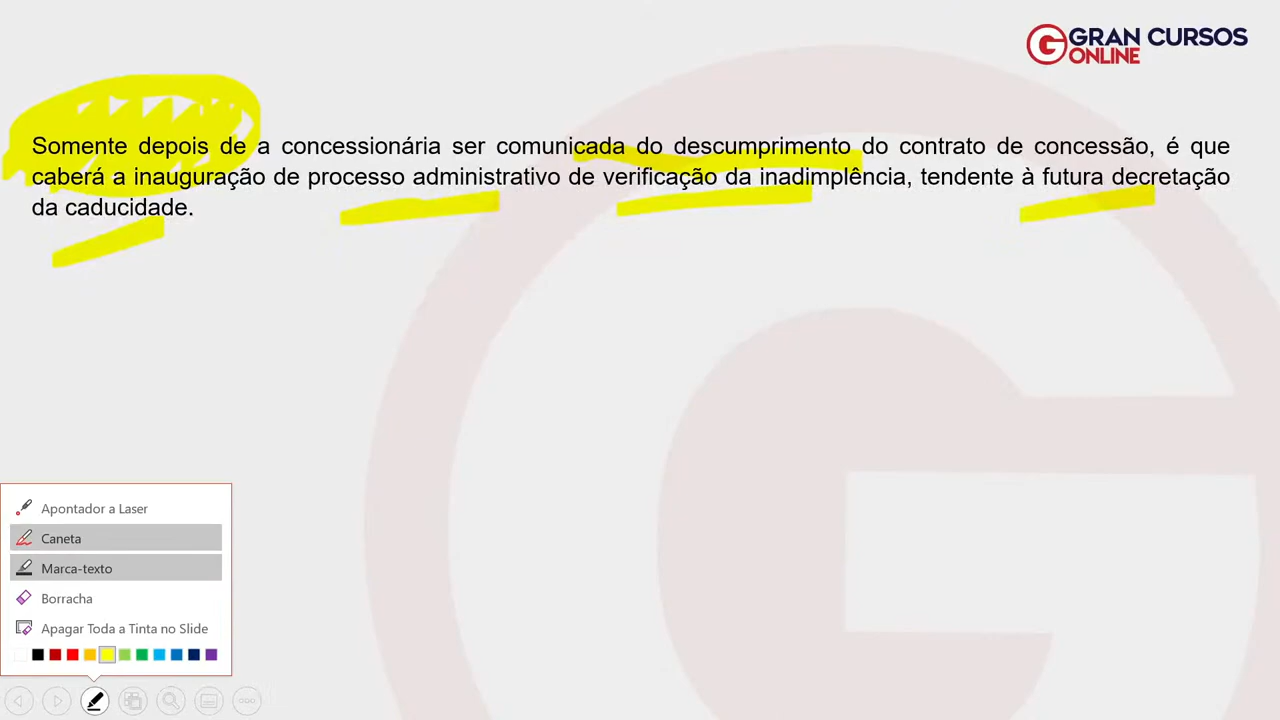 GRAN CURSOS
ONLINE
Somente depois de a concessionária ser comunicada do descumprimento do contrato de concessão, é que
caberá a inauguração de processo administrativo de verificação da inadimplência, tendente à futura decretação
da caducidade.
Apontador a Laser
Caneta
Marca-texto
Borracha
Apagar Toda a Tinta no Slide